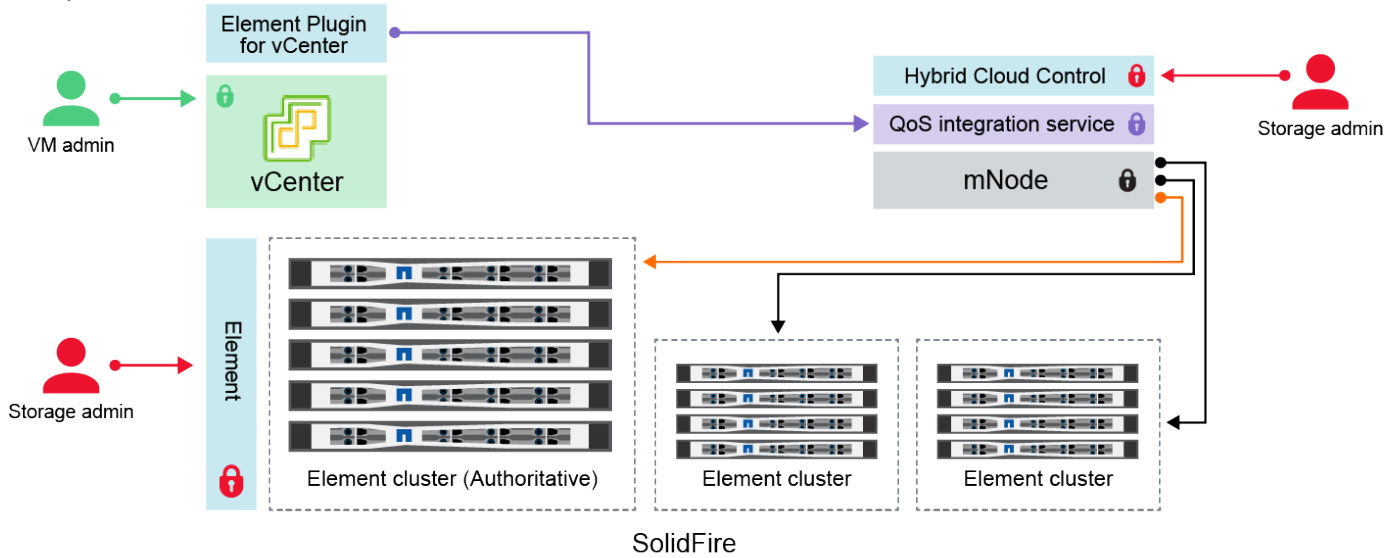 Element Plugin
for vCenter
VM admin
vCenter
Hybrid Cloud Control
QoS integration service
mNode
Storage admin
Storage admin
Element
Element cluster (Authoritative)
Element cluster
Element cluster
SolidFire